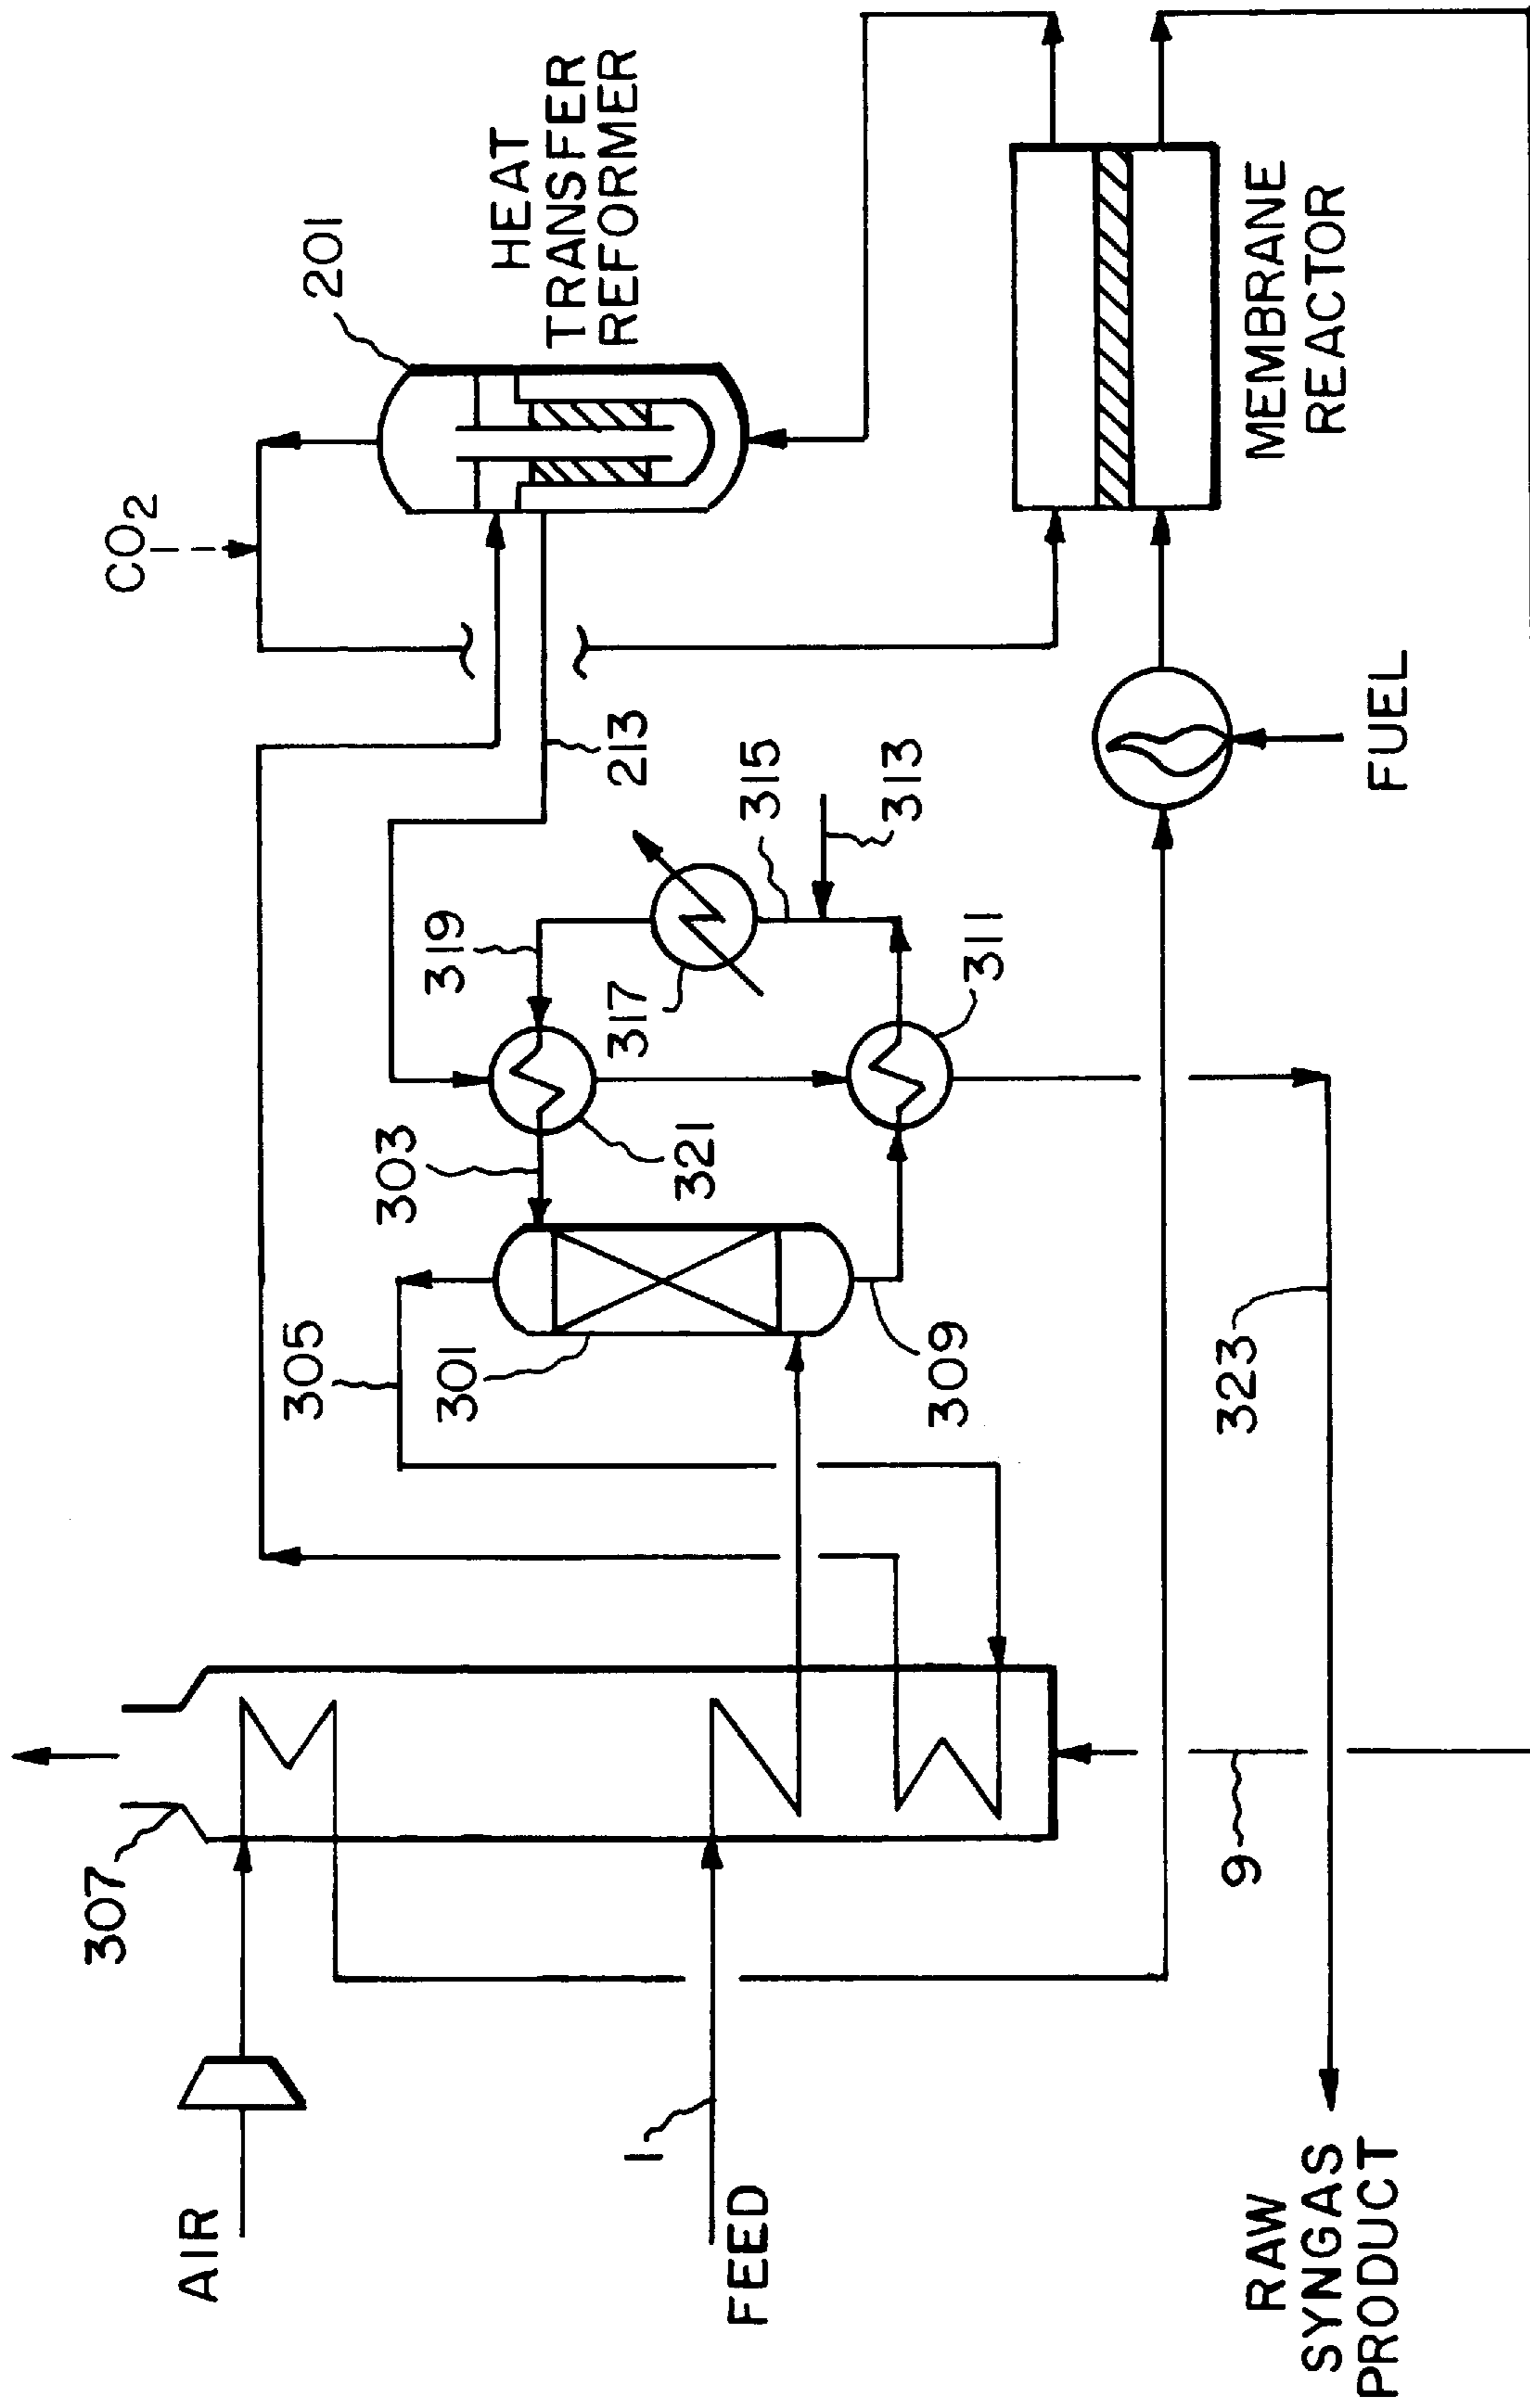 AIR
307
FEED
1
RAW
SYNGAS
PRODUCT
9
305
301
309
323
303
321
319
317
311
315
313
213
FUEL
CO2
201
HEAT
TRANSFER
REFORMER
MEMBRANE
REACTOR